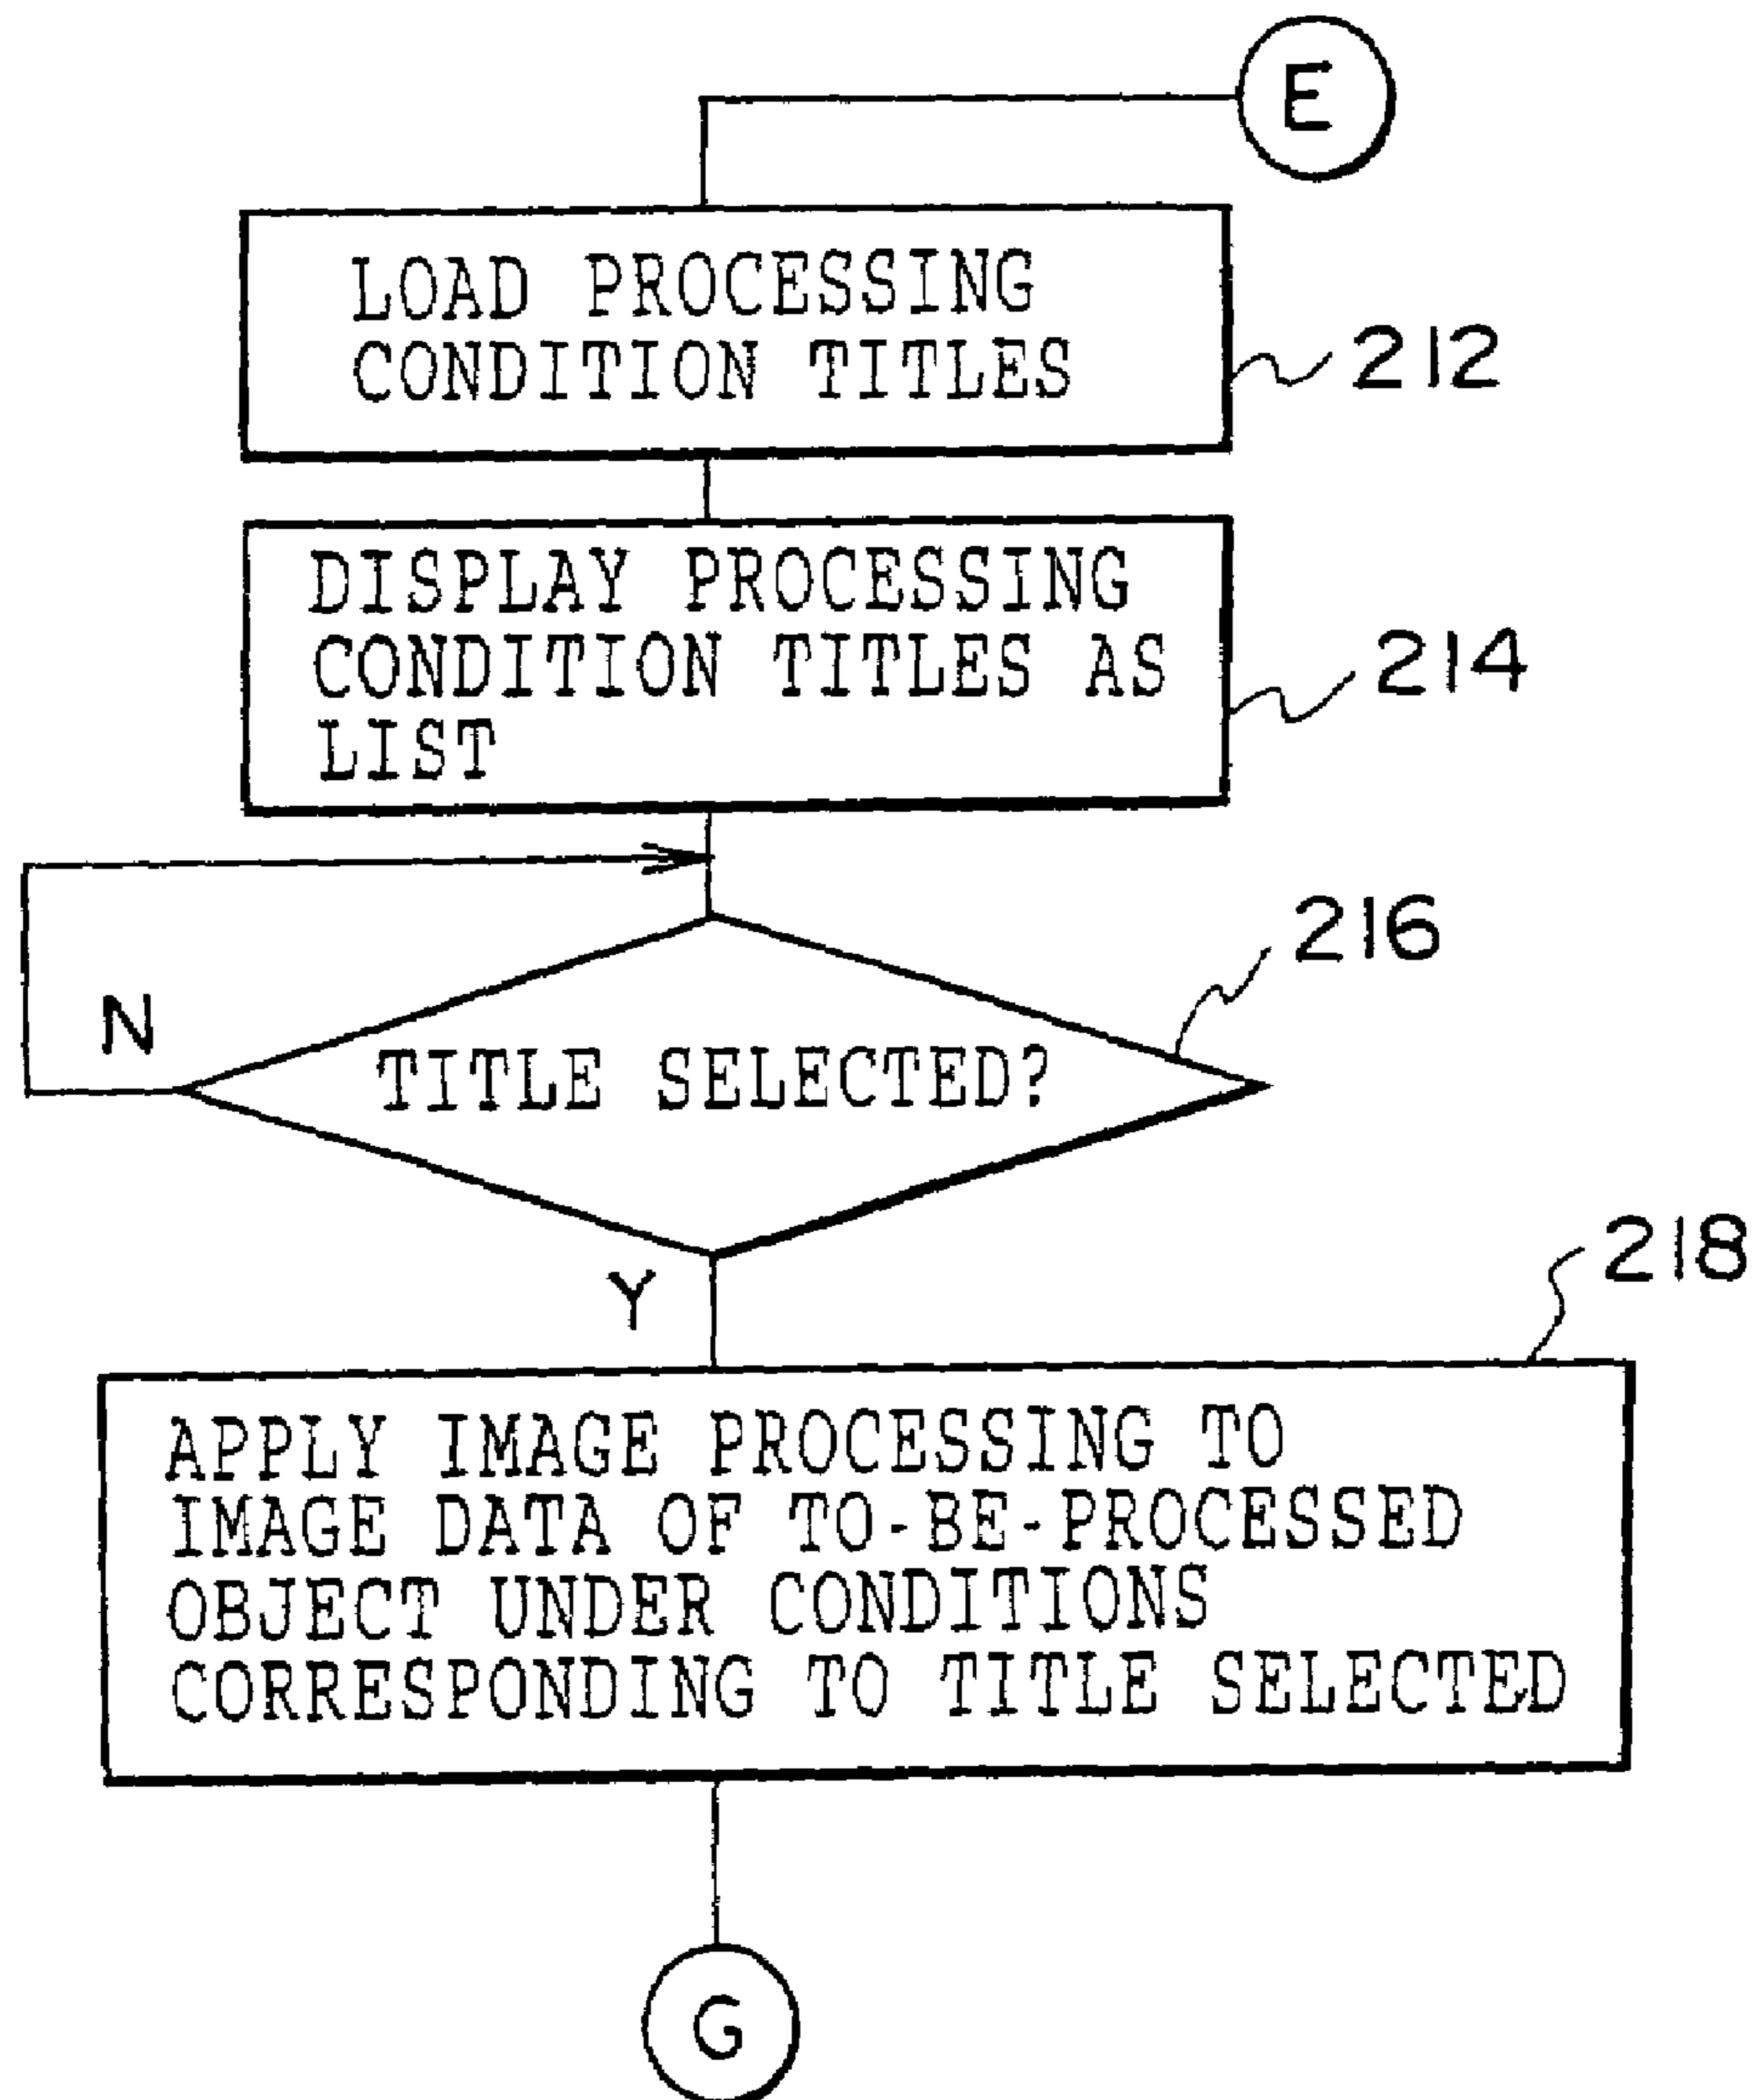 E
LOAD PROCESSING
CONDITION TITLES
212
DISPLAY PROCESSING
CONDITION TITLES AS
LIST
214
216
N
TITLE SELECTED?
Y
218
APPLY IMAGE PROCESSING TO
IMAGE DATA OF TO-BE-PROCESSED
OBJECT UNDER CONDITIONS
CORRESPONDING TO TITLE SELECTED
G